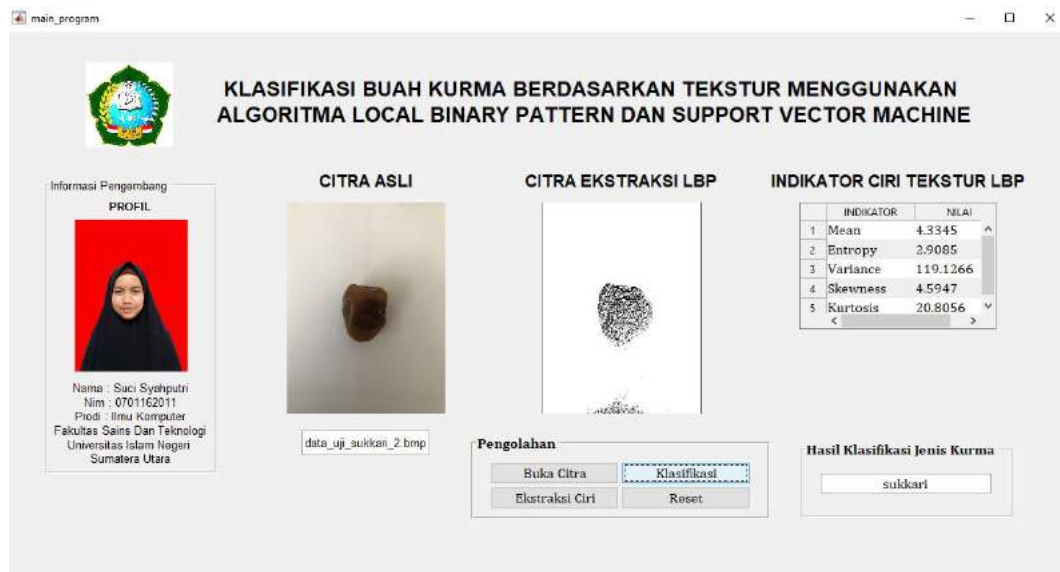 main_program
KLASIFIKASI BUAH KURMA BERDASARKAN TEKSTUR MENGGUNAKAN
ALGORITMA LOCAL BINARY PATTERN DAN SUPPORT VECTOR MACHINE
Informasi Pengembang
PROFIL
Nama : Suci Syahputri
Nim : 0701162011
Prodi : Ilmu Komputer
Fakultas Sains Dan Teknologi
Universitas Islam Negeri
Sumatera Utara
CITRA ASLI
data_uji_sukkari_2.bmp
CITRA EKSTRAKSI LBP
INDIKATOR CIRI TEKSTUR LBP
INDIKATOR NILAI
1 Mean 4.3345
2 Entropy 2.9085
3 Variance 119.1266
4 Skewness 4.5947
5 Kurtosis 20.8056
Pengolahan
Buka Citra Klasifikasi
Ekstraksi Ciri Reset
Hasil Klasifikasi Jenis Kurma
sukkari